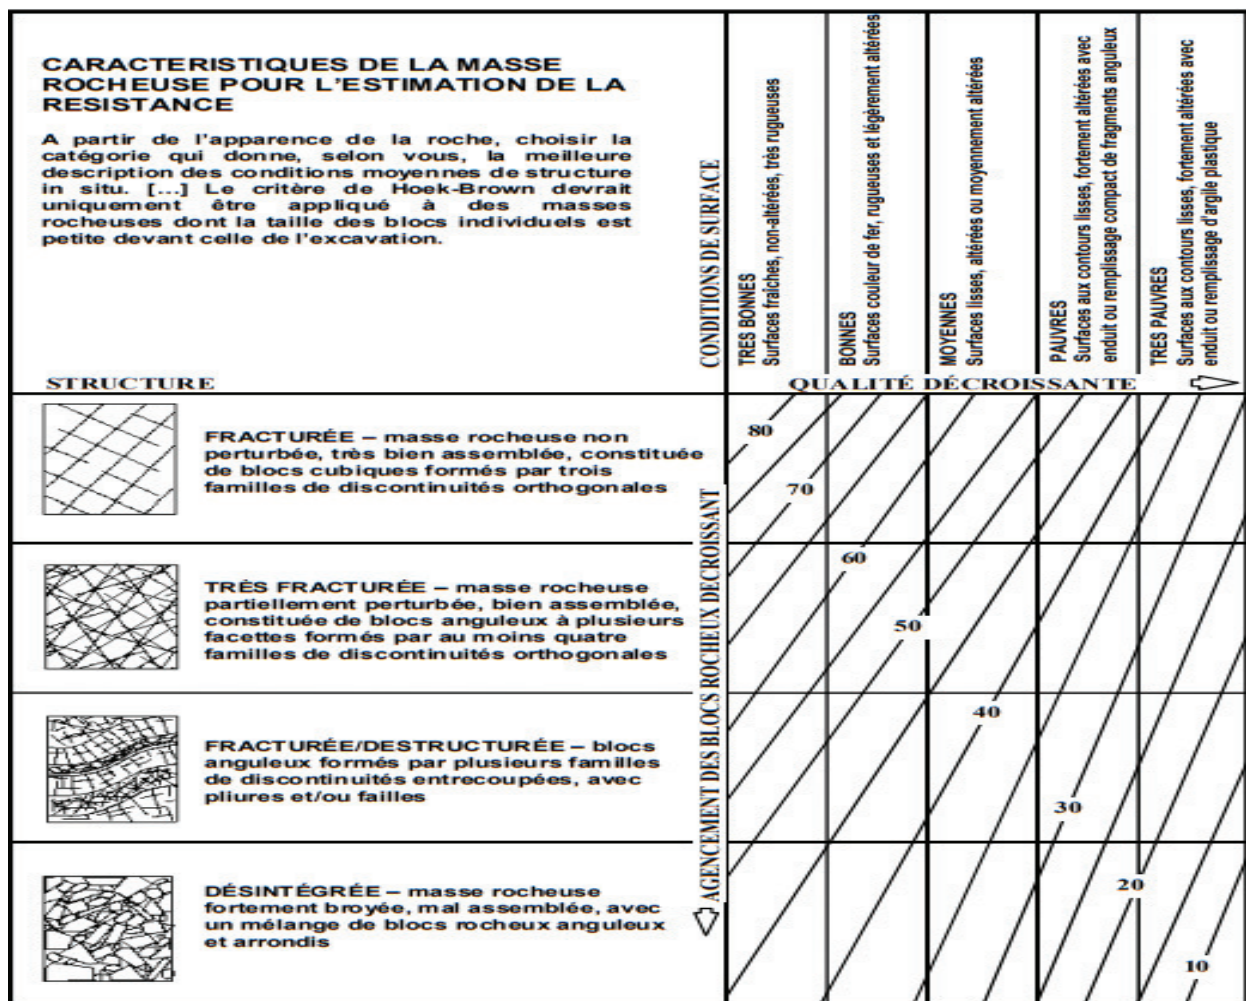 CARACTERISTIQUES DE LA MASSE
ROCHEUSE POUR L'ESTIMATION DE LA
RESISTANCE
A partir de l'apparence de la roche, choisir la
catégorie qui donne, selon vous, la meilleure
description des conditions moyennes de structure
in situ. [...] Le critère de Hoek-Brown devrait
uniquement être appliqué à des masses
rocheuses dont la taille des blocs individuels est
petite devant celle de l'excavation.
CONDITIONS DE SURFACE
TRES BONNES
Surfaces fraiches, non-altérées, très rugueuses
BONNES
Surfaces couleur de fer, rugueuses et légèrement altérées
MOYENNES
Surfaces lisses, altérées ou moyennement altérées
PAUVRES
Surfaces aux contours lisses, fortement altérées avec
enduit ou remplissage compact de fragments anguleux
TRES PAUVRES
Surfaces aux contours lisses, fortement altérées avec
enduit ou remplissage d'argile plastique
STRUCTURE
QUALITÉ DÉCROISSANTE
AGENCEMENT DES BLOCS ROCHEUX DECROISSANT
FRACTURÉE – masse rocheuse non
perturbée, très bien assemblée, constituée
de blocs cubiques formés par trois
familles de discontinuités orthogonales
80
70
TRÈS FRACTURÉE – masse rocheuse
partiellement perturbée, bien assemblée,
constituée de blocs anguleux à plusieurs
facettes formés par au moins quatre
familles de discontinuités orthogonales
60
50
FRACTURÉE/DESTRUCTURÉE – blocs
anguleux formés par plusieurs familles
de discontinuités entrecoupées, avec
pliures et/ou failles
40
30
DÉSINTÉGRÉE – masse rocheuse
fortement broyée, mal assemblée, avec
un mélange de blocs rocheux anguleux
et arrondis
20
10